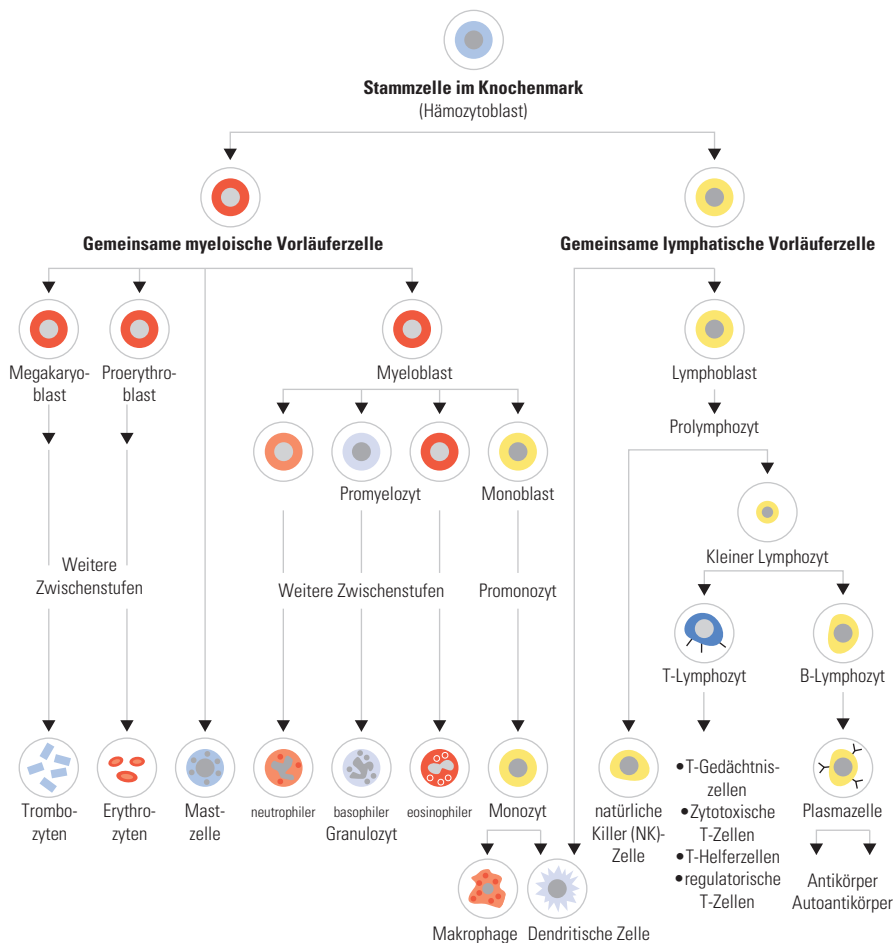 Stammzelle im Knochenmark
(Hämozytoblast)
Gemeinsame myeloische Vorläuferzelle
Gemeinsame lymphatische Vorläuferzelle
Megakaryo-
blast
Proerythro-
blast
Myeloblast
Lymphoblast
Prolymphozyt
Promyelozyt
Monoblast
Kleiner Lymphozyt
Weitere
Zwischenstufen
Weitere Zwischenstufen
Promonozyt
T-Lymphozyt
B-Lymphozyt
Trombo-
zyten
Erythro-
zyten
Mast-
zelle
neutrophiler
basophiler
eosinophiler
Granulozyt
Monozyt
natürliche
Killer (NK)-
Zelle
•T-Gedächtnis-
zellen
•Zytotoxische
T-Zellen
•T-Helferzellen
•regulatorische
T-Zellen
Plasmazelle
Antikörper
Autoantikörper
Makrophage
Dendritische Zelle